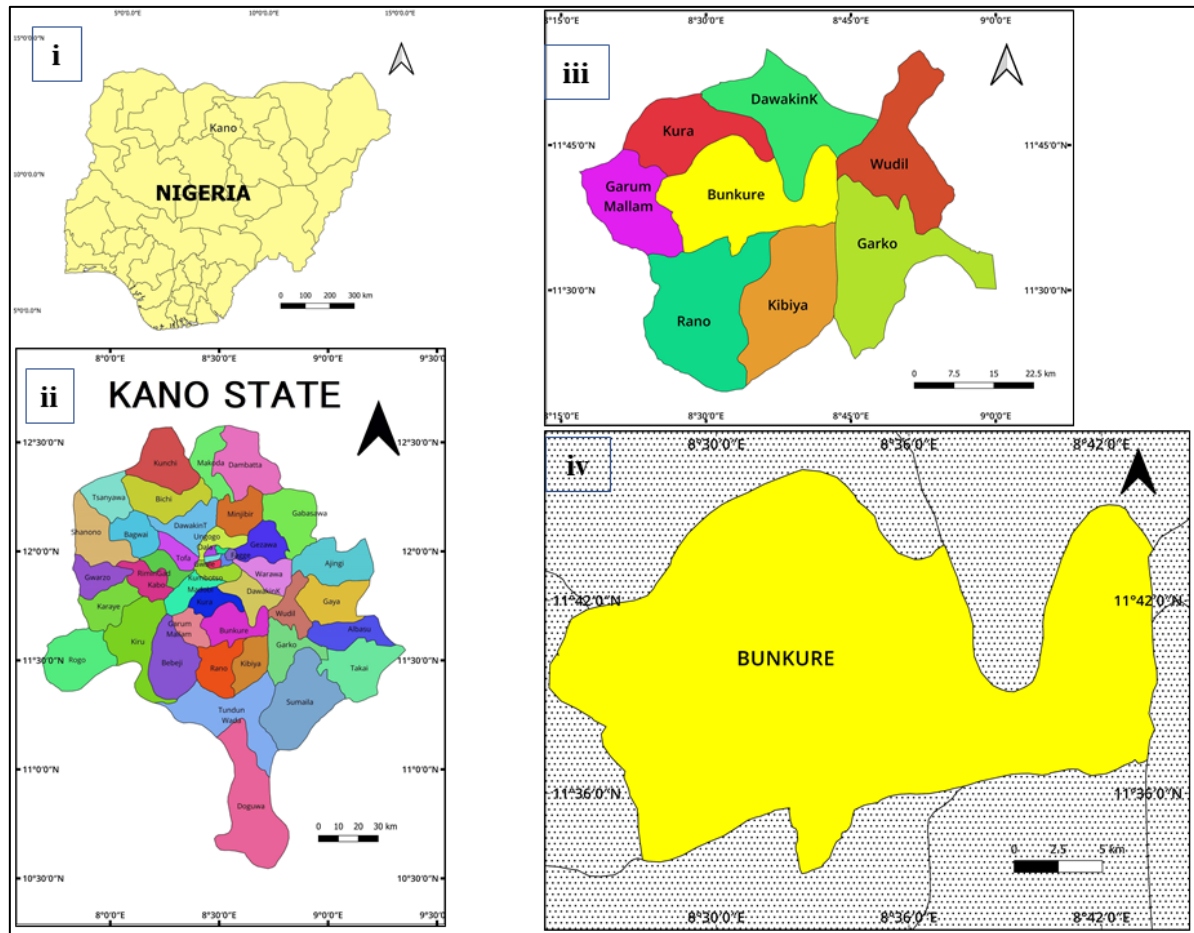 i
5°0'0.0"E
10°0'0.0"E
15°0'0.0"E
15°0'0.0"N
10°0'0.0"N
5°0'0.0"N
Kano
NIGERIA
0 100 200 300 km
ii
KANO STATE
8°0'0"E
8°30'0"E
9°0'0"E
9°30'0"E
12°30'0"N
12°30'0"N
12°0'0"N
12°0'0"N
11°30'0"N
11°30'0"N
11°0'0"N
11°0'0"N
10°30'0"N
10°30'0"N
Kunchi
Makoda
Dambatta
Tsanyawa
Bichi
Minjibir
Gabasawa
Shanono
Bagwai
DawakinT
Ungogo
Gezawa
Tofa
Ajingi
Gwarzo
Kabo
Kumbotso
Warawa
DawakinK
Gaya
Karaye
Kura
Wudil
Garum
Mallam
Bunkure
Albasu
Kiru
Garko
Rogo
Bebeji
Rano
Kibiya
Takai
Tundun
Wada
Sumaila
Doguwa
0 10 20 30 km
8°0'0"E
8°30'0"E
9°0'0"E
9°30'0"E
iii
8°15'0"E
8°30'0"E
8°45'0"E
9°0'0"E
11°45'0"N
11°45'0"N
11°30'0"N
11°30'0"N
DawakinK
Kura
Wudil
Garum
Mallam
Bunkure
Garko
Rano
Kibiya
0 7.5 15 22.5 km
8°15'0"E
8°30'0"E
8°45'0"E
9°0'0"E
iv
8°30'0"E
8°36'0"E
8°42'0"E
11°42'0"N
11°42'0"N
BUNKURE
11°36'0"N
11°36'0"N
0 2.5 5 km
8°30'0"E
8°36'0"E
8°42'0"E